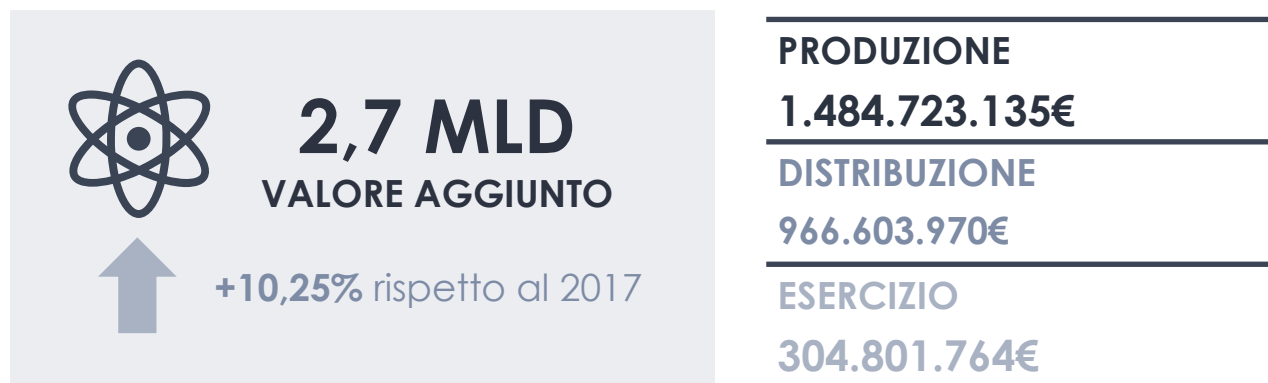 2,7 MLD
VALORE AGGIUNTO
+10,25% rispetto al 2017
PRODUZIONE
1.484.723.135€
DISTRIBUZIONE
966.603.970€
ESERCIZIO
304.801.764€